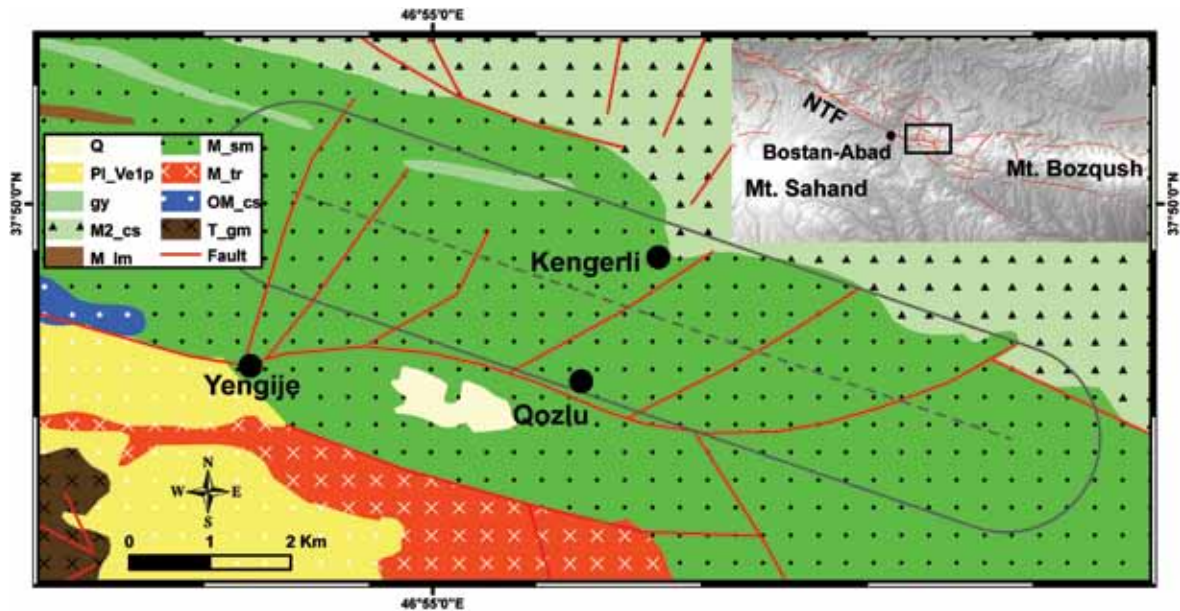 46°55'0"E
NTF
Bostan-Abad
Mt. Bozqush
Mt. Sahand
37°50'0"N
37°50'0"N
Q
M_sm
Pl_Ve1p
M_tr
gy
OM_cs
M2_cs
T_gm
M_lm
Fault
Kengerli
Yengije
Qozlu
N
W
E
S
0 1 2 Km
46°55'0"E